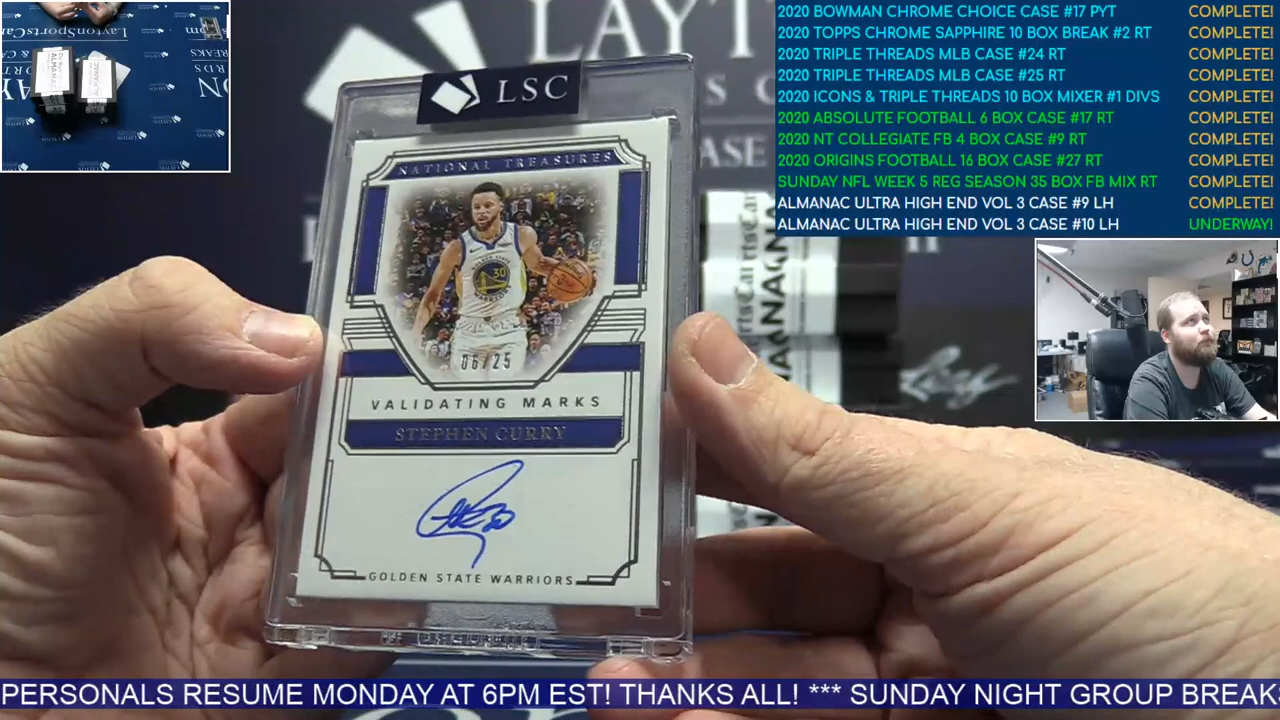 2020 BOWMAN CHROME CHOICE CASE #17 PYT COMPLETE!
2020 TOPPS CHROME SAPPHIRE 10 BOX BREAK #2 RT COMPLETE!
2020 TRIPLE THREADS MLB CASE #24 RT COMPLETE!
2020 TRIPLE THREADS MLB CASE #25 RT COMPLETE!
2020 ICONS & TRIPLE THREADS 10 BOX MIXER #1 DIVS COMPLETE!
2020 ABSOLUTE FOOTBALL 6 BOX CASE #17 RT COMPLETE!
2020 NT COLLEGIATE FB 4 BOX CASE #9 RT COMPLETE!
2020 ORIGINS FOOTBALL 16 BOX CASE #27 RT COMPLETE!
SUNDAY NFL WEEK 5 REG SEASON 35 BOX FB MIX RT COMPLETE!
ALMANAC ULTRA HIGH END VOL 3 CASE #9 LH COMPLETE!
ALMANAC ULTRA HIGH END VOL 3 CASE #10 LH UNDERWAY!
LaytonSportsCar
LAYT
LSC
NATIONAL TREASURES
30
06/25
VALIDATING MARKS
STEPHEN CURRY
GOLDEN STATE WARRIORS
Leaf
PERSONALS RESUME MONDAY AT 6PM EST! THANKS ALL! *** SUNDAY NIGHT GROUP BREAK